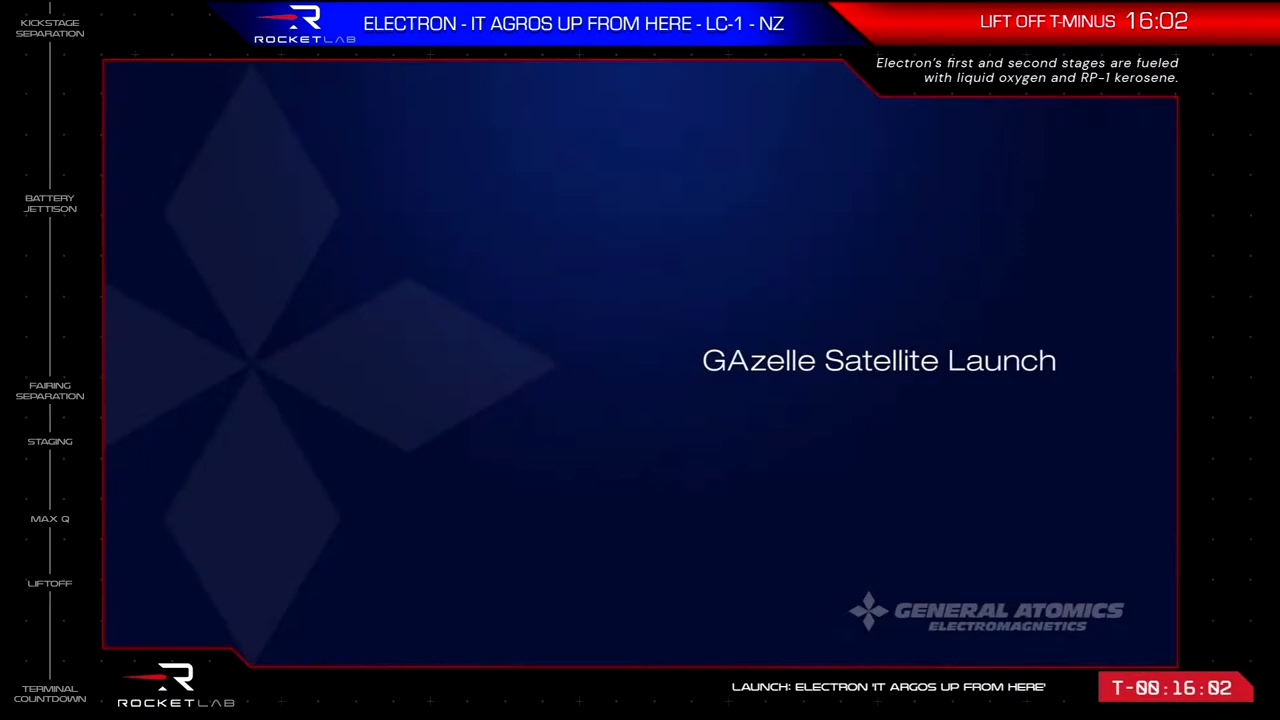 KICKSTAGE
SEPARATION
BATTERY
JETTISON
FAIRING
SEPARATION
STAGING
MAX Q
LIFTOFF
TERMINAL
COUNTDOWN
ROCKETLAB
ELECTRON - IT AGROS UP FROM HERE - LC-1 - NZ
LIFT OFF T-MINUS 16:02
Electron's first and second stages are fueled
with liquid oxygen and RP-1 kerosene.
GAzelle Satellite Launch
GENERAL ATOMICS
ELECTROMAGNETICS
ROCKETLAB
LAUNCH: ELECTRON 'IT ARGOS UP FROM HERE'
T-00:16:02